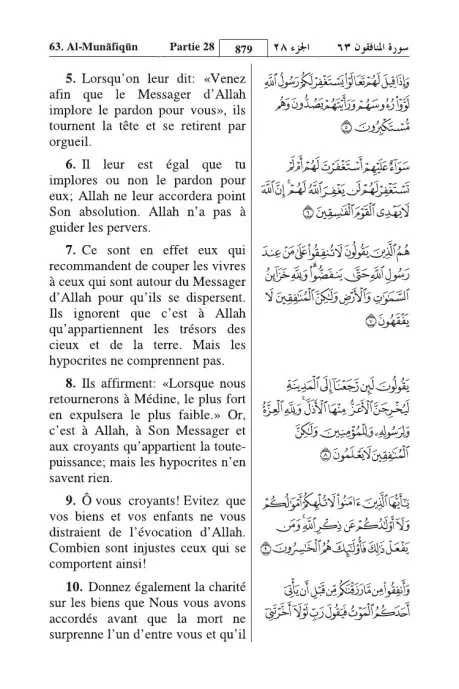 63. Al-Munāfiqūn Partie 28 879 الجزء ٢٨ سورة المنافقون ٦٣
5. Lorsqu'on leur dit: «Venez
afin que le Messager d'Allah
implore le pardon pour vous», ils
tournent la tête et se retirent par
orgueil.
6. Il leur est égal que tu
implores ou non le pardon pour
eux; Allah ne leur accordera point
Son absolution. Allah n'a pas à
guider les pervers.
7. Ce sont en effet eux qui
recommandent de couper les vivres
à ceux qui sont autour du Messager
d'Allah pour qu'ils se dispersent.
Ils ignorent que c'est à Allah
qu'appartiennent les trésors des
cieux et de la terre. Mais les
hypocrites ne comprennent pas.
8. Ils affirment: «Lorsque nous
retournerons à Médine, le plus fort
en expulsera le plus faible.» Or,
c'est à Allah, à Son Messager et
aux croyants qu'appartient la toute-
puissance; mais les hypocrites n'en
savent rien.
9. Ô vous croyants! Evitez que
vos biens et vos enfants ne vous
distraient de l'évocation d'Allah.
Combien sont injustes ceux qui se
comportent ainsi!
10. Donnez également la charité
sur les biens que Nous vous avons
accordés avant que la mort ne
surprenne l'un d'entre vous et qu'il
وَإِذَا قِيلَ لَهُمْ تَعَالَوْا۟ يَسْتَغْفِرْ لَكُمْ رَسُولُ ٱللَّهِ
لَوَّوْا۟ رُءُوسَهُمْ وَرَأَيْتَهُمْ يَصُدُّونَ وَهُم
مُّسْتَكْبِرُونَ ٥
سَوَآءٌ عَلَيْهِمْ أَسْتَغْفَرْتَ لَهُمْ أَمْ لَمْ
تَسْتَغْفِرْ لَهُمْ لَن يَغْفِرَ ٱللَّهُ لَهُمْ ۚ إِنَّ ٱللَّهَ
لَا يَهْدِى ٱلْقَوْمَ ٱلْفَـٰسِقِينَ ٦
هُمُ ٱلَّذِينَ يَقُولُونَ لَا تُنفِقُوا۟ عَلَىٰ مَنْ عِندَ
رَسُولِ ٱللَّهِ حَتَّىٰ يَنفَضُّوا۟ ۗ وَلِلَّهِ خَزَآئِنُ
ٱلسَّمَـٰوَٰتِ وَٱلْأَرْضِ وَلَـٰكِنَّ ٱلْمُنَـٰفِقِينَ لَا
يَفْقَهُونَ ٧
يَقُولُونَ لَئِن رَّجَعْنَآ إِلَى ٱلْمَدِينَةِ
لَيُخْرِجَنَّ ٱلْأَعَزُّ مِنْهَا ٱلْأَذَلَّ ۚ وَلِلَّهِ ٱلْعِزَّةُ
وَلِرَسُولِهِۦ وَلِلْمُؤْمِنِينَ وَلَـٰكِنَّ
ٱلْمُنَـٰفِقِينَ لَا يَعْلَمُونَ ٨
يَـٰٓأَيُّهَا ٱلَّذِينَ ءَامَنُوا۟ لَا تُلْهِكُمْ أَمْوَٰلُكُمْ
وَلَآ أَوْلَـٰدُكُمْ عَن ذِكْرِ ٱللَّهِ ۚ وَمَن
يَفْعَلْ ذَٰلِكَ فَأُو۟لَـٰٓئِكَ هُمُ ٱلْخَـٰسِرُونَ ٩
وَأَنفِقُوا۟ مِن مَّا رَزَقْنَـٰكُم مِّن قَبْلِ أَن يَأْتِىَ
أَحَدَكُمُ ٱلْمَوْتُ فَيَقُولَ رَبِّ لَوْلَآ أَخَّرْتَنِىٓ